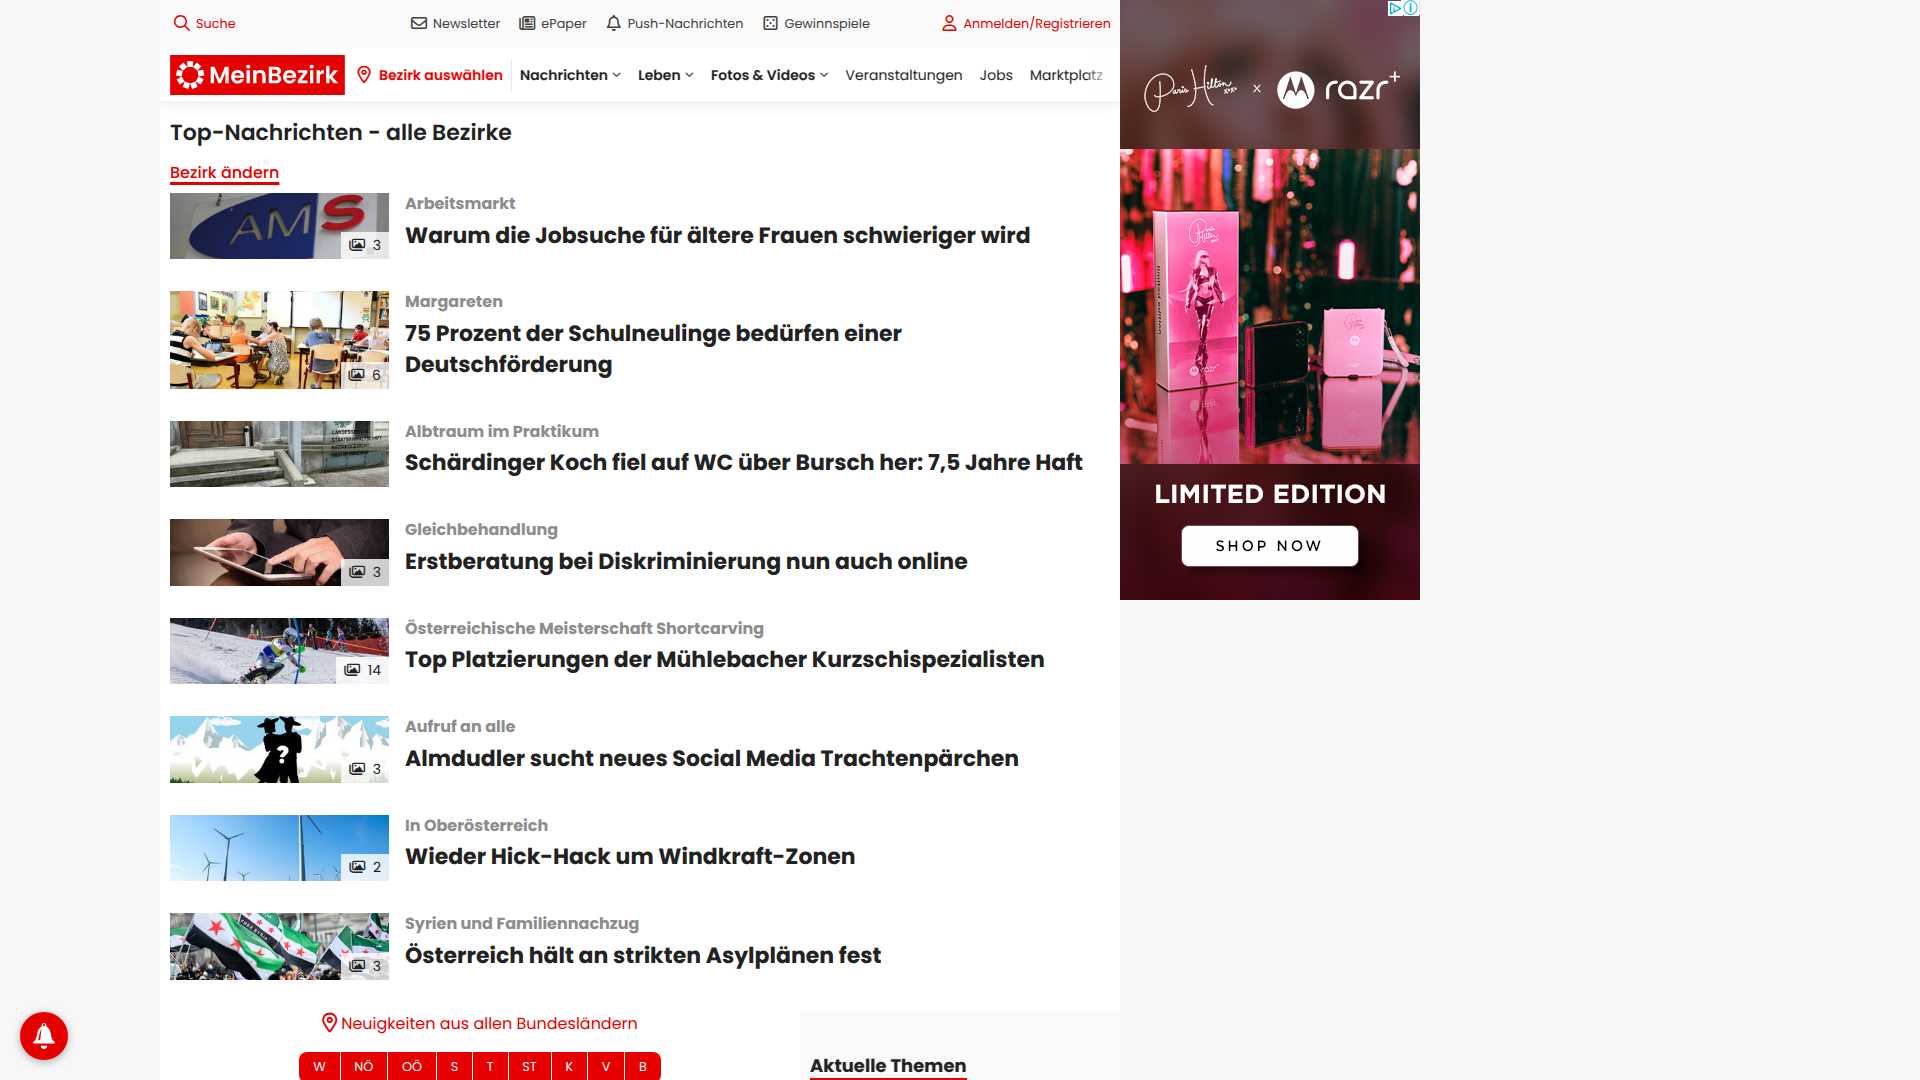 Suche
Newsletter
ePaper
Push-Nachrichten
Gewinnspiele
Anmelden/Registrieren
MeinBezirk
Bezirk auswählen
Nachrichten
Leben
Fotos & Videos
Veranstaltungen
Jobs
Marktplatz
Top-Nachrichten - alle Bezirke
Bezirk ändern
AMS
3
Arbeitsmarkt
Warum die Jobsuche für ältere Frauen schwieriger wird
6
Margareten
75 Prozent der Schulneulinge bedürfen einer
Deutschförderung
Albtraum im Praktikum
Schärdinger Koch fiel auf WC über Bursch her: 7,5 Jahre Haft
3
Gleichbehandlung
Erstberatung bei Diskriminierung nun auch online
14
Österreichische Meisterschaft Shortcarving
Top Platzierungen der Mühlebacher Kurzschispezialisten
?
3
Aufruf an alle
Almdudler sucht neues Social Media Trachtenpärchen
2
In Oberösterreich
Wieder Hick-Hack um Windkraft-Zonen
3
Syrien und Familiennachzug
Österreich hält an strikten Asylplänen fest
Neuigkeiten aus allen Bundesländern
W
NÖ
OÖ
S
T
ST
K
V
B
Aktuelle Themen
Paris Hilton
x
razr+
LIMITED EDITION
SHOP NOW